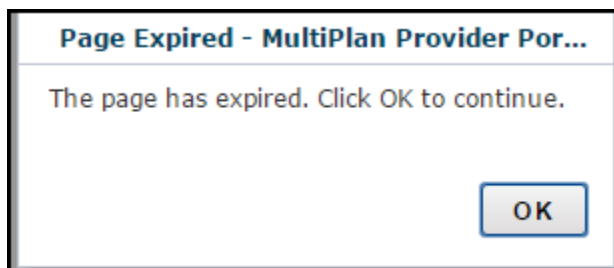 Page Expired - MultiPlan Provider Por...
The page has expired. Click OK to continue.
OK